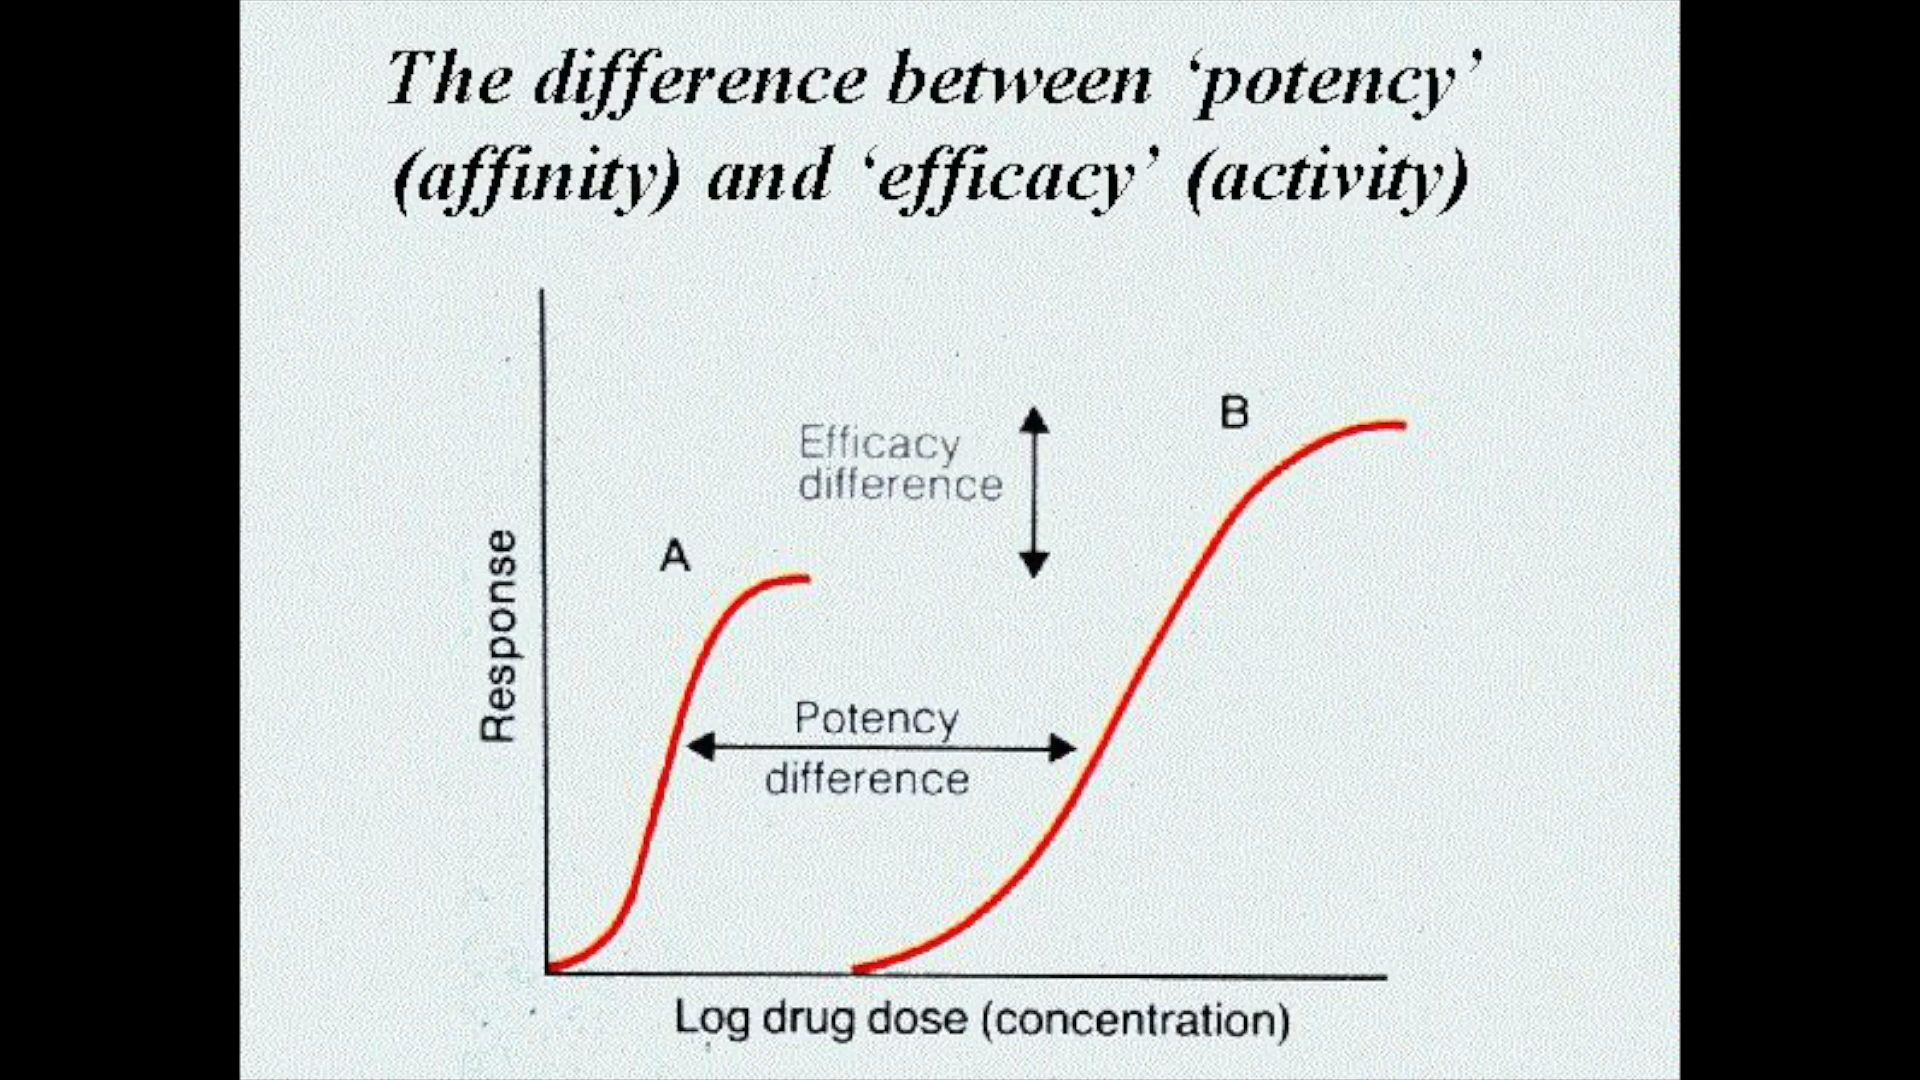 The difference between ‘potency’
(affinity) and ‘efficacy’ (activity)
Efficacy
difference
B
A
Response
Potency
difference
Log drug dose (concentration)